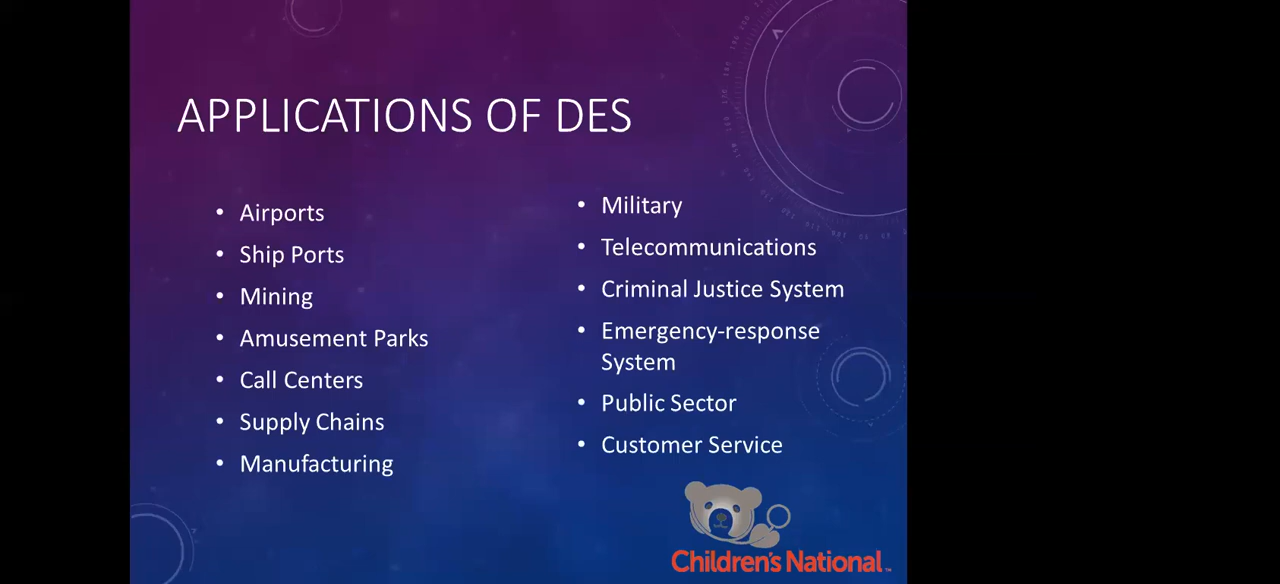 APPLICATIONS OF DES
• Airports
• Ship Ports
• Mining
• Amusement Parks
• Call Centers
• Supply Chains
• Manufacturing
• Military
• Telecommunications
• Criminal Justice System
• Emergency-response
System
• Public Sector
• Customer Service
Children's National™